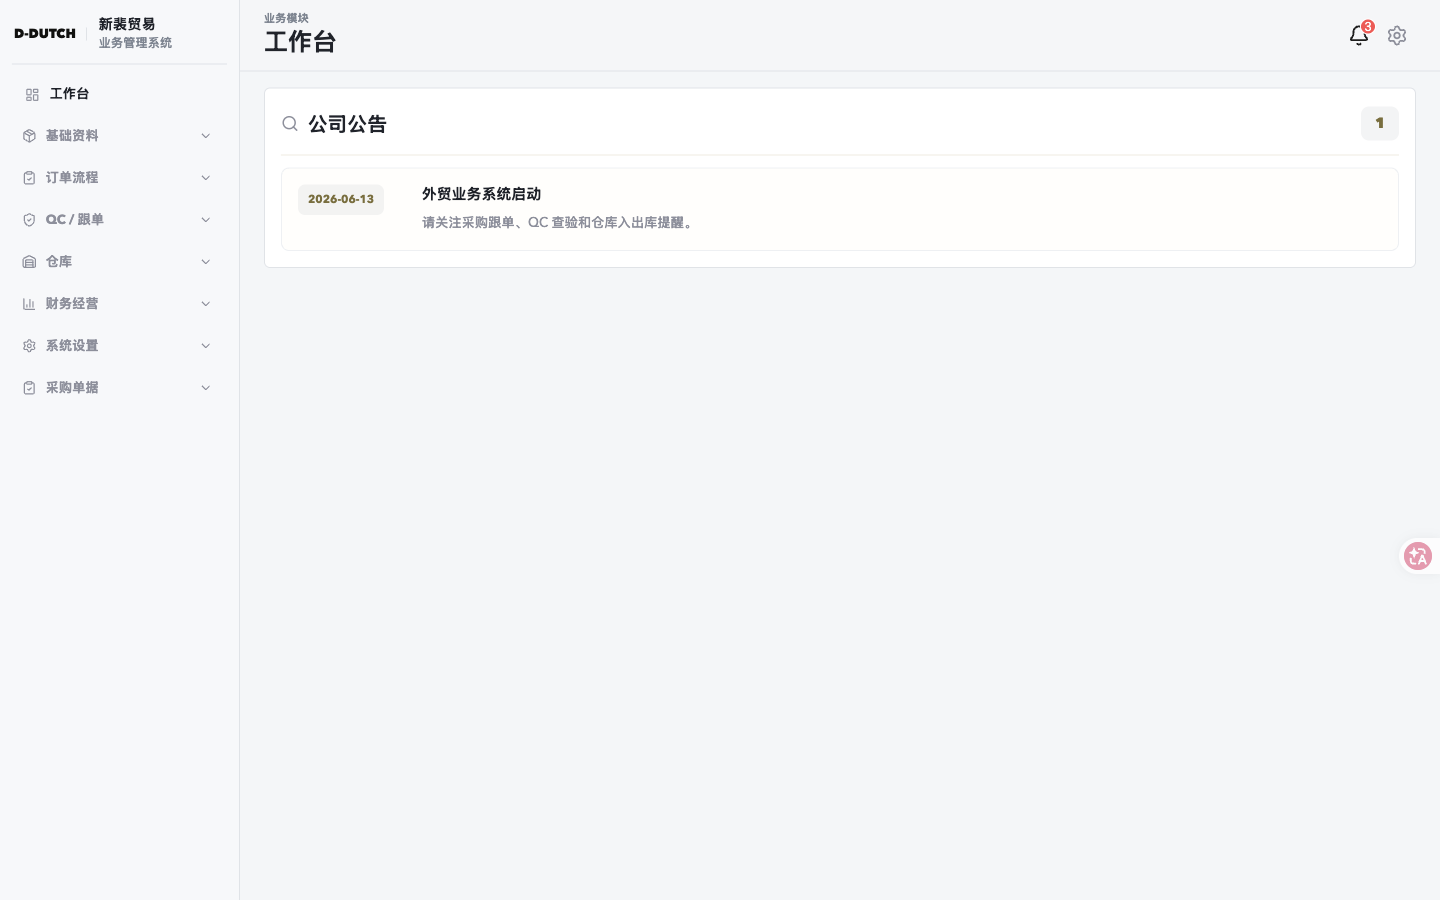 D-DUTCH
新裴贸易
业务管理系统
工作台
基础资料
订单流程
QC / 跟单
仓库
财务经营
系统设置
采购单据
业务模块
工作台
3
公司公告
1
2026-06-13
外贸业务系统启动
请关注采购跟单、QC 查验和仓库入出库提醒。